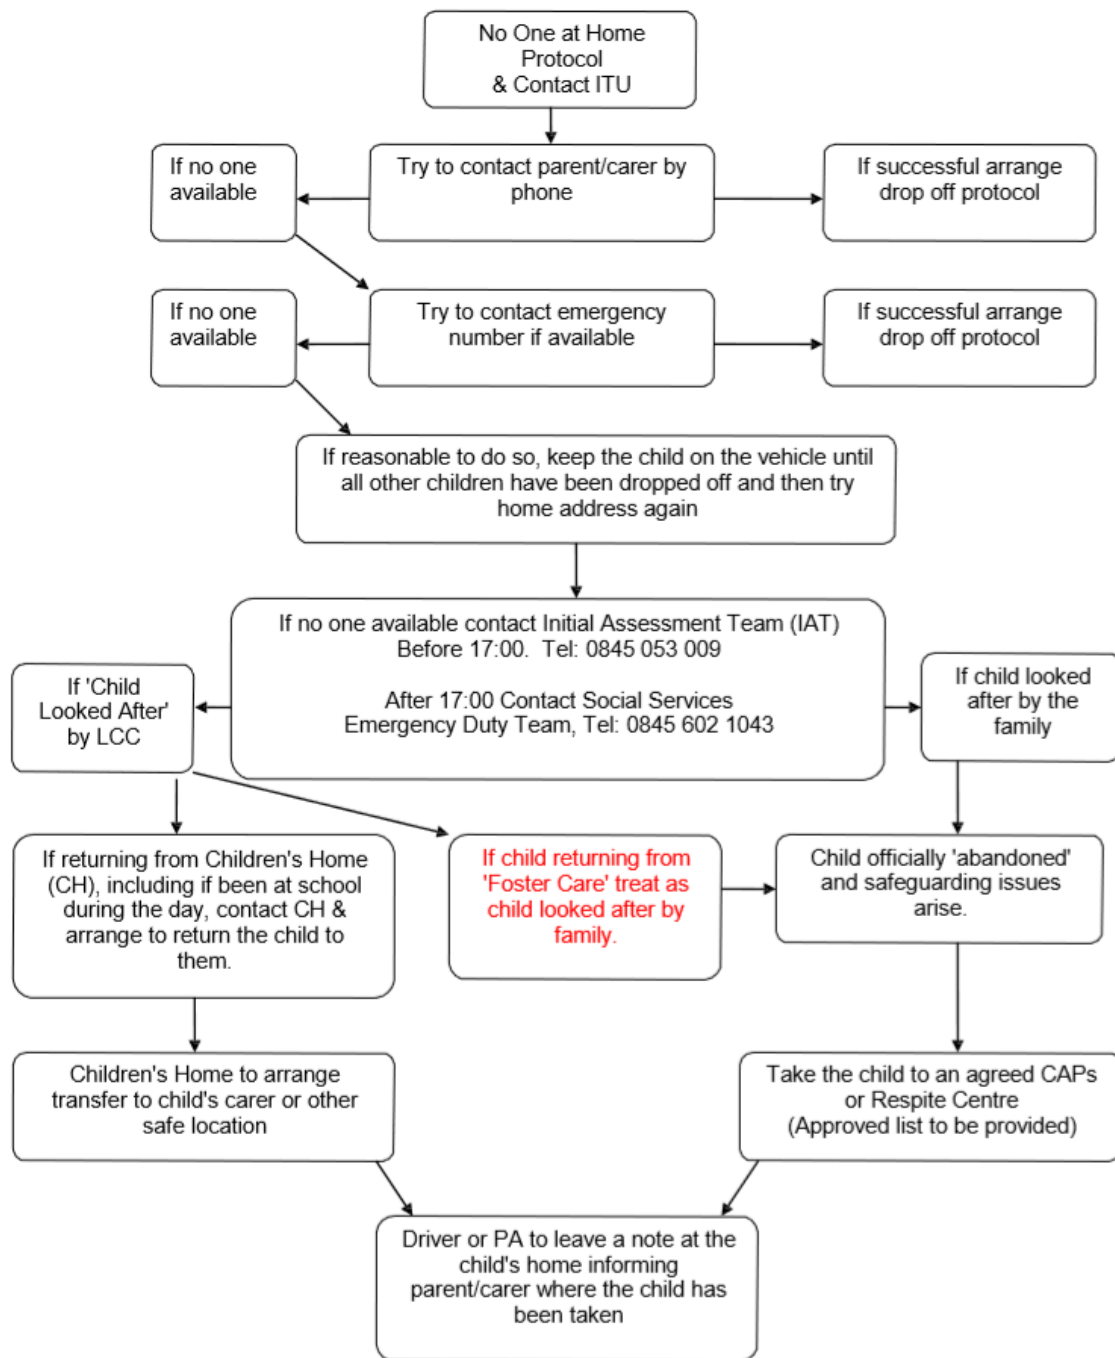 No One at Home
Protocol
& Contact ITU
If no one
available
Try to contact parent/carer by
phone
If successful arrange
drop off protocol
If no one
available
Try to contact emergency
number if available
If successful arrange
drop off protocol
If reasonable to do so, keep the child on the vehicle until
all other children have been dropped off and then try
home address again
If no one available contact Initial Assessment Team (IAT)
Before 17:00. Tel: 0845 053 009
After 17:00 Contact Social Services
Emergency Duty Team, Tel: 0845 602 1043
If 'Child
Looked After'
by LCC
If child looked
after by the
family
If returning from Children's Home
(CH), including if been at school
during the day, contact CH &
arrange to return the child to
them.
If child returning from
'Foster Care' treat as
child looked after by
family.
Child officially 'abandoned'
and safeguarding issues
arise.
Children's Home to arrange
transfer to child's carer or other
safe location
Take the child to an agreed CAPs
or Respite Centre
(Approved list to be provided)
Driver or PA to leave a note at the
child's home informing
parent/carer where the child has
been taken